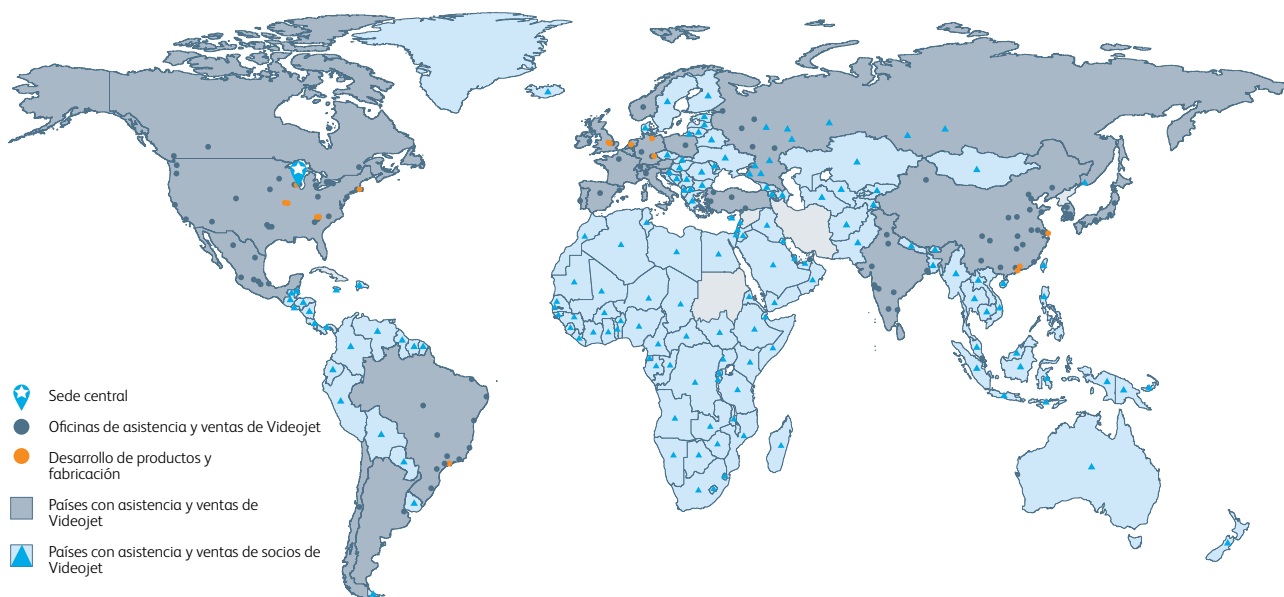 Sede central
Oficinas de asistencia y ventas de Videojet
Desarrollo de productos y
fabricación
Países con asistencia y ventas de
Videojet
Países con asistencia y ventas de socios de
Videojet